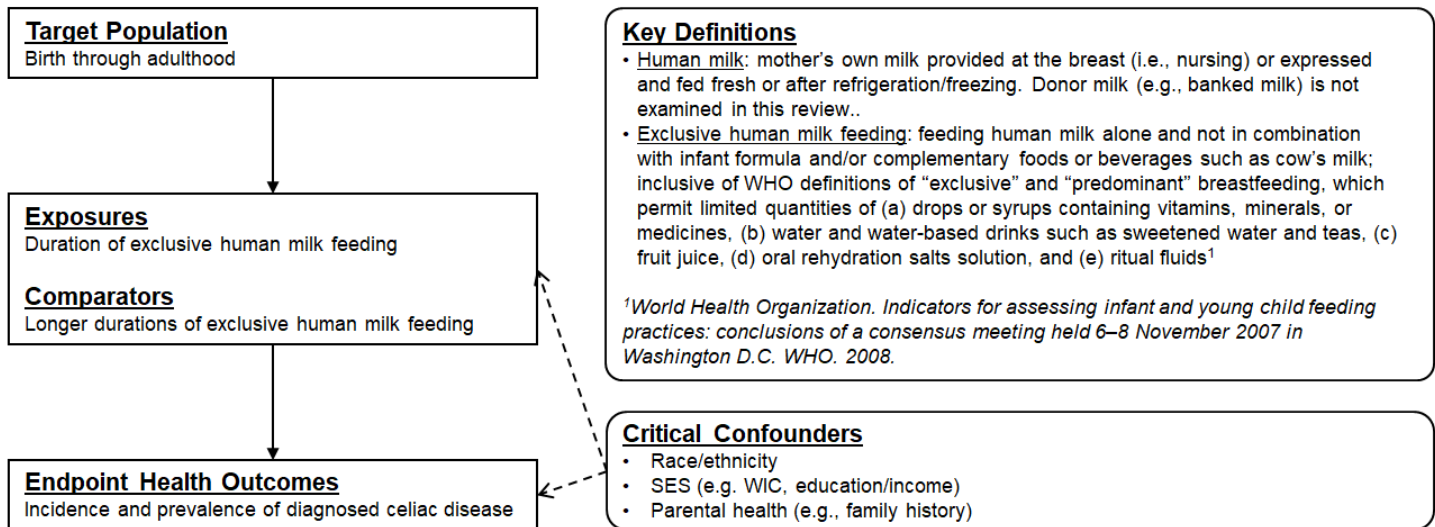 Target Population
Birth through adulthood
Exposures
Duration of exclusive human milk feeding
Comparators
Longer durations of exclusive human milk feeding
Endpoint Health Outcomes
Incidence and prevalence of diagnosed celiac disease
Key Definitions
• Human milk: mother’s own milk provided at the breast (i.e., nursing) or expressed
and fed fresh or after refrigeration/freezing. Donor milk (e.g., banked milk) is not
examined in this review..
• Exclusive human milk feeding: feeding human milk alone and not in combination
with infant formula and/or complementary foods or beverages such as cow’s milk;
inclusive of WHO definitions of “exclusive” and “predominant” breastfeeding, which
permit limited quantities of (a) drops or syrups containing vitamins, minerals, or
medicines, (b) water and water-based drinks such as sweetened water and teas, (c)
fruit juice, (d) oral rehydration salts solution, and (e) ritual fluids¹
¹World Health Organization. Indicators for assessing infant and young child feeding
practices: conclusions of a consensus meeting held 6–8 November 2007 in
Washington D.C. WHO. 2008.
Critical Confounders
• Race/ethnicity
• SES (e.g. WIC, education/income)
• Parental health (e.g., family history)